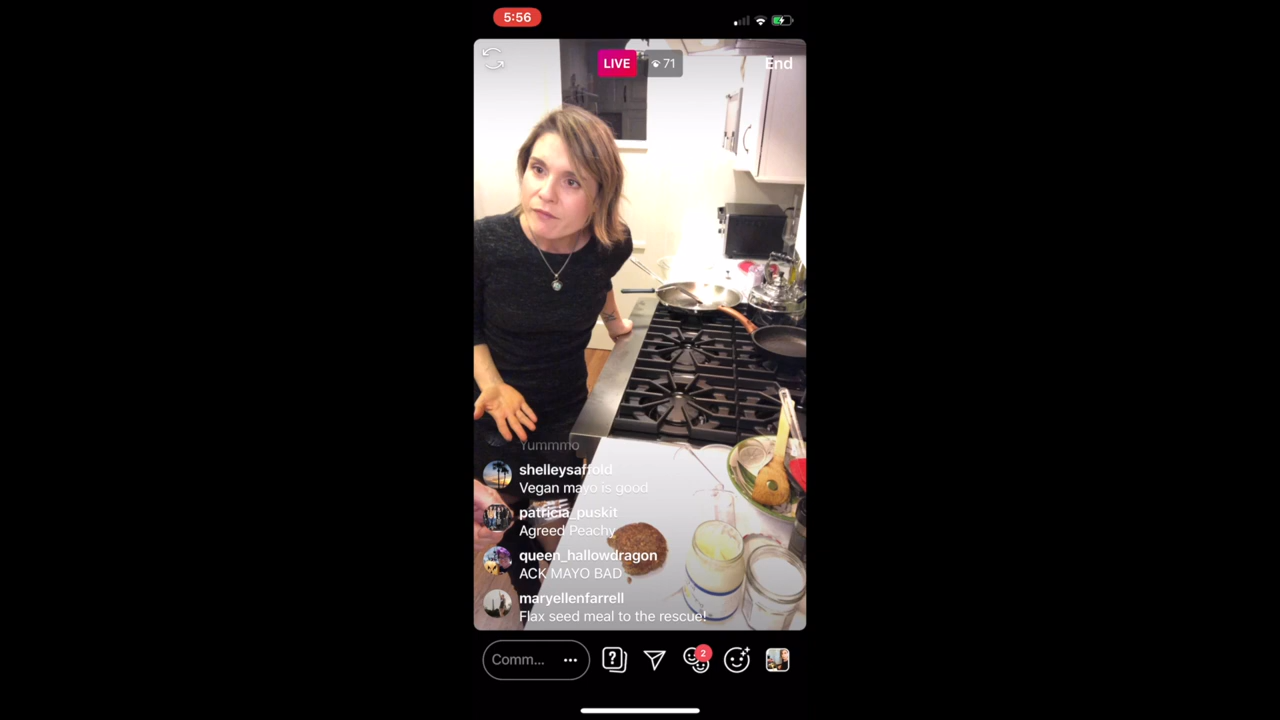 5:56
LIVE
71
End
Yummmo
shelleysaffold
Vegan mayo is good
patricia_puskit
Agreed Peachy
queen_hallowdragon
ACK MAYO BAD
maryellenfarrell
Flax seed meal to the rescue!
Comm...
2